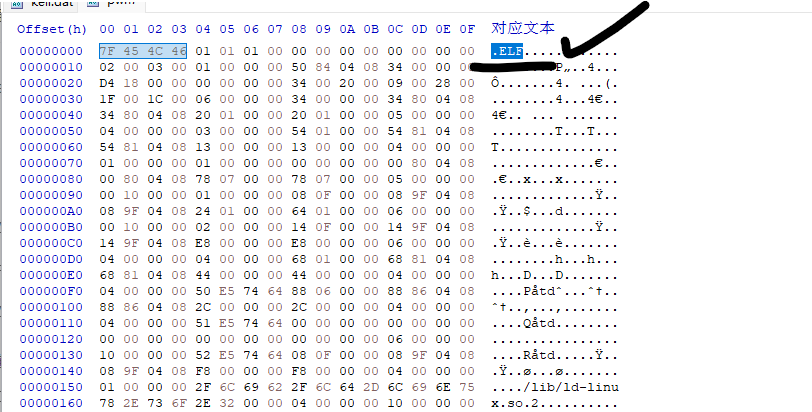 kell.dat pwn
Offset(h) 00 01 02 03 04 05 06 07 08 09 0A 0B 0C 0D 0E 0F 对应文本
00000000 7F 45 4C 46 01 01 01 00 00 00 00 00 00 00 00 00 .ELF............
00000010 02 00 03 00 01 00 00 00 50 84 04 08 34 00 00 00 P„..4...
00000020 D4 18 00 00 00 00 00 00 34 00 20 00 09 00 28 00 Ô.......4. ...(.
00000030 1F 00 1C 00 06 00 00 00 34 00 00 00 34 80 04 08 ........4...4€..
00000040 34 80 04 08 20 01 00 00 20 01 00 00 05 00 00 00 4€.. ... .......
00000050 04 00 00 00 03 00 00 00 54 01 00 00 54 81 04 08 ........T...T...
00000060 54 81 04 08 13 00 00 00 13 00 00 00 04 00 00 00 T...............
00000070 01 00 00 00 01 00 00 00 00 00 00 00 00 80 04 08 .............€..
00000080 00 80 04 08 78 07 00 00 78 07 00 00 05 00 00 00 .€..x...x.......
00000090 00 10 00 00 01 00 00 00 08 0F 00 00 08 9F 04 08 .............Ÿ..
000000A0 08 9F 04 08 24 01 00 00 64 01 00 00 06 00 00 00 .Ÿ..$...d.......
000000B0 00 10 00 00 02 00 00 00 14 0F 00 00 14 9F 04 08 .............Ÿ..
000000C0 14 9F 04 08 E8 00 00 00 E8 00 00 00 06 00 00 00 .Ÿ..è...è.......
000000D0 04 00 00 00 04 00 00 00 68 01 00 00 68 81 04 08 ........h...h...
000000E0 68 81 04 08 44 00 00 00 44 00 00 00 04 00 00 00 h...D...D.......
000000F0 04 00 00 00 50 E5 74 64 88 06 00 00 88 86 04 08 ....Påtdˆ...ˆ†..
00000100 88 86 04 08 2C 00 00 00 2C 00 00 00 04 00 00 00 ˆ†..,...,.......
00000110 04 00 00 00 51 E5 74 64 00 00 00 00 00 00 00 00 ....Qåtd........
00000120 00 00 00 00 00 00 00 00 00 00 00 00 06 00 00 00 ................
00000130 10 00 00 00 52 E5 74 64 08 0F 00 00 08 9F 04 08 ....Råtd.....Ÿ..
00000140 08 9F 04 08 F8 00 00 00 F8 00 00 00 04 00 00 00 .Ÿ..ø...ø.......
00000150 01 00 00 00 2F 6C 69 62 2F 6C 64 2D 6C 69 6E 75 ..../lib/ld-linu
00000160 78 2E 73 6F 2E 32 00 00 04 00 00 00 10 00 00 00 x.so.2..........